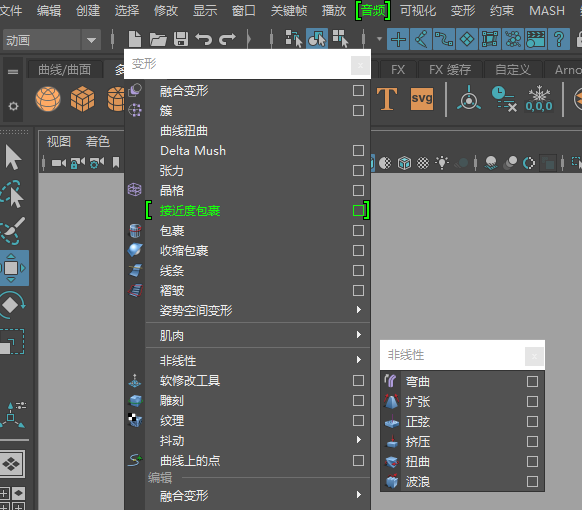 文件 编辑 创建 选择 修改 显示 窗口 关键帧 播放 [音频] 可视化 变形 约束 MASH 缓存
动画
曲线/曲面 多 FX FX 缓存 自定义 Arno
T svg 0,0,0
视图 着色
变形 x
融合变形
簇
曲线扭曲
Delta Mush
张力
晶格
[接近度包裹]
包裹
收缩包裹
线条
褶皱
姿势空间变形
肌肉
非线性
软修改工具
雕刻
纹理
抖动
曲线上的点
编辑
融合变形
非线性 x
弯曲
扩张
正弦
挤压
扭曲
波浪